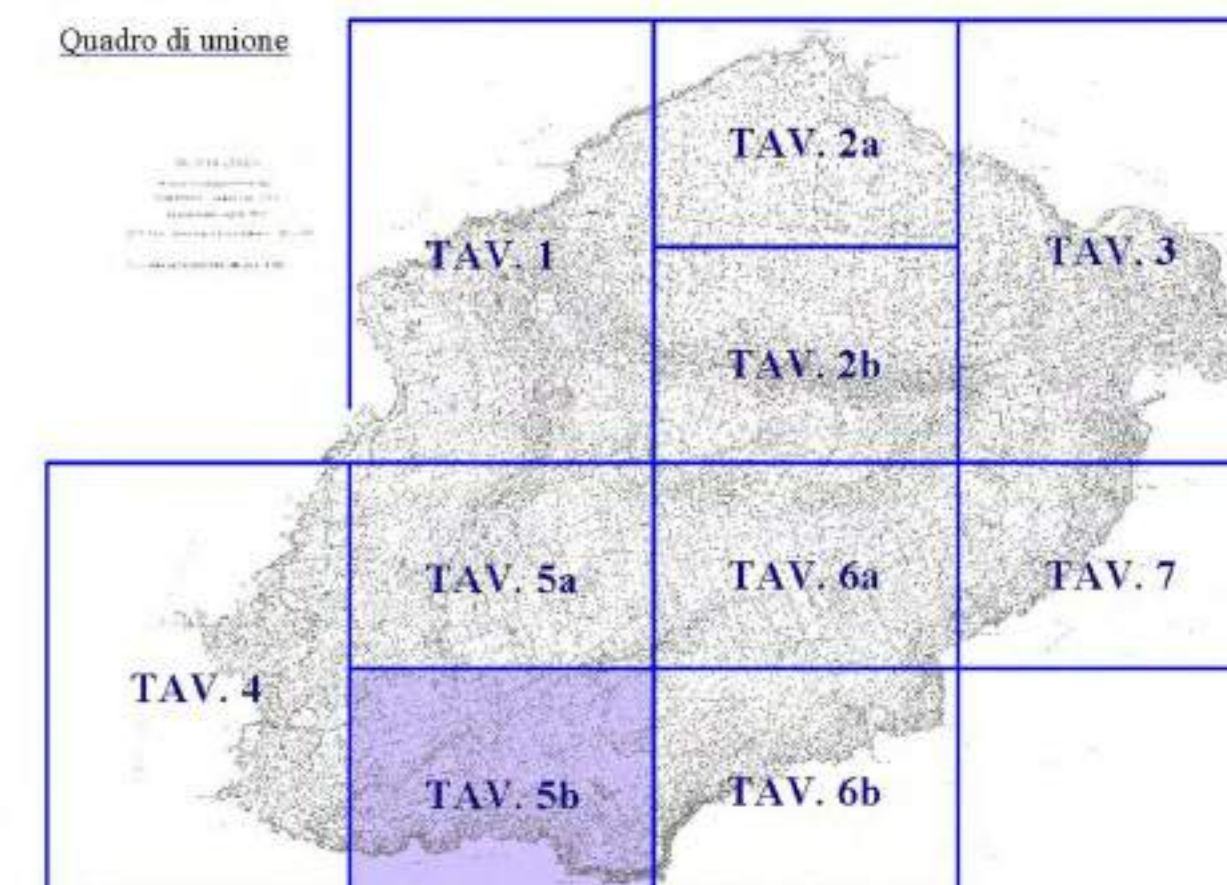 Quadro di unione
TAV. 2a
TAV. 1
TAV. 3
TAV. 2b
TAV. 5a
TAV. 6a
TAV. 7
TAV. 4
TAV. 5b
TAV. 6b